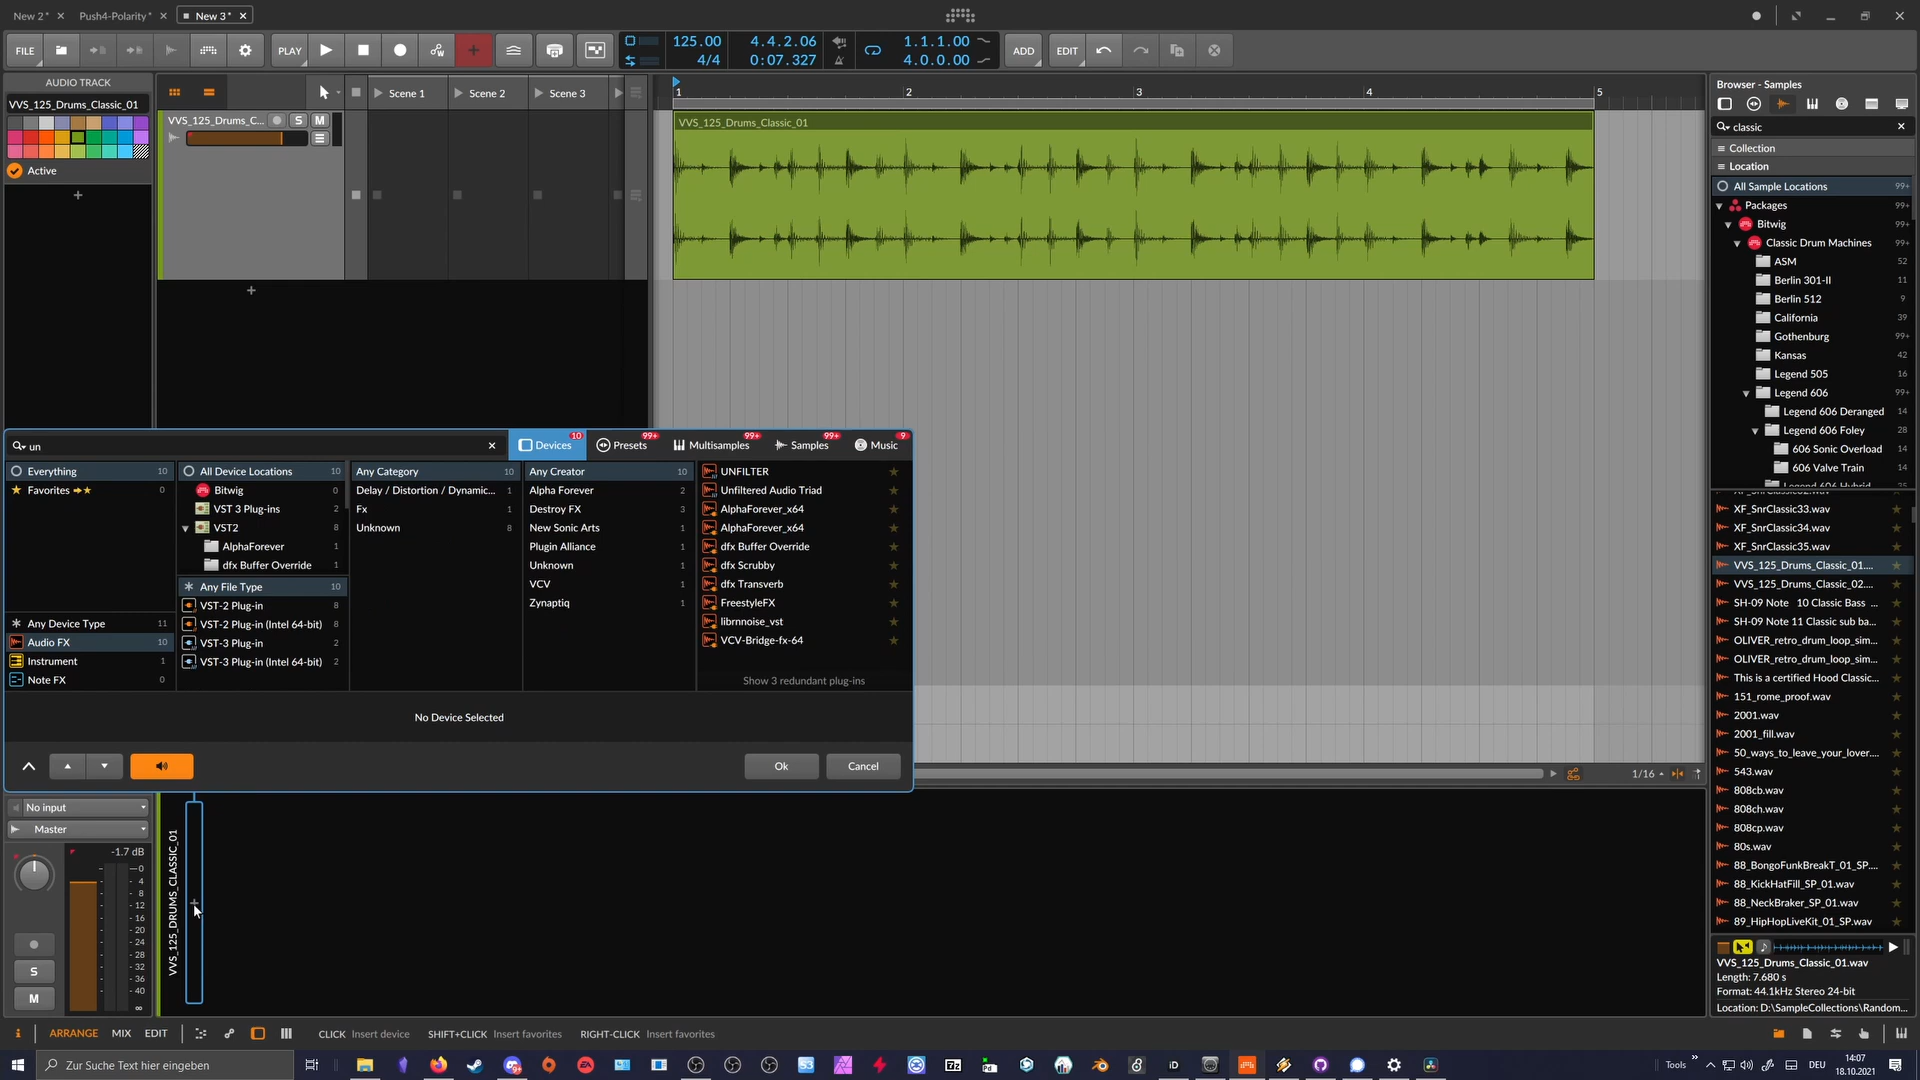 New 2*
Push4-Polarity*
New 3*
FILE
PLAY
125.00
4/4
4.4.2.06
0:07.327
1.1.1.00
4.0.0.00
ADD
EDIT
AUDIO TRACK
VVS_125_Drums_Classic_01
Active
Scene 1
Scene 2
Scene 3
VVS_125_Drums_C...
S
M
1
2
3
4
5
VVS_125_Drums_Classic_01
un
Devices
10
Presets
99+
Multisamples
99+
Samples
99+
Music
9
Everything 10
Favorites 0
Any Device Type 11
Audio FX 10
Instrument 1
Note FX 0
All Device Locations 10
Bitwig 0
VST 3 Plug-ins 2
VST2 8
AlphaForever 1
dfx Buffer Override 1
Any File Type 10
VST-2 Plug-in 8
VST-2 Plug-in (Intel 64-bit) 8
VST-3 Plug-in 2
VST-3 Plug-in (Intel 64-bit) 2
Any Category 10
Delay / Distortion / Dynamic... 1
Fx 1
Unknown 8
Any Creator 10
Alpha Forever 2
Destroy FX 3
New Sonic Arts 1
Plugin Alliance 1
Unknown 1
VCV 1
Zynaptiq 1
UNFILTER
Unfiltered Audio Triad
AlphaForever_x64
AlphaForever_x64
dfx Buffer Override
dfx Scrubby
dfx Transverb
FreestyleFX
librnnoise_vst
VCV-Bridge-fx-64
Show 3 redundant plug-ins
No Device Selected
Ok
Cancel
1/16
No input
Master
-1.7 dB
0
4
8
12
16
20
24
28
32
36
40
∞
S
M
VVS_125_DRUMS_CLASSIC_01
Browser - Samples
classic
Collection
Location
All Sample Locations 99+
Packages 99+
Bitwig 99+
Classic Drum Machines 99+
ASM 52
Berlin 301-II 11
Berlin 512 9
California 39
Gothenburg 99+
Kansas 42
Legend 505 16
Legend 606 99+
Legend 606 Deranged 14
Legend 606 Foley 28
606 Sonic Overload 14
606 Valve Train 14
XF_SnrClassic33.wav
XF_SnrClassic34.wav
XF_SnrClassic35.wav
VVS_125_Drums_Classic_01....
VVS_125_Drums_Classic_02....
SH-09 Note 10 Classic Bass ...
SH-09 Note 11 Classic sub ba...
OLIVER_retro_drum_loop_sim...
OLIVER_retro_drum_loop_sim...
This is a certified Hood Classic...
151_rome_proof.wav
2001.wav
2001_fill.wav
50_ways_to_leave_your_lover....
543.wav
808cb.wav
808ch.wav
808cp.wav
80s.wav
88_BongoFunkBreakT_01_SP....
88_KickHatFill_SP_01.wav
88_NeckBraker_SP_01.wav
89_HipHopLiveKit_01_SP.wav
VVS_125_Drums_Classic_01.wav
Length: 7.680 s
Format: 44.1kHz Stereo 24-bit
Location: D:\SampleCollections\Random...
i
ARRANGE
MIX
EDIT
CLICK Insert device
SHIFT+CLICK Insert favorites
RIGHT-CLICK Insert favorites
Zur Suche Text hier eingeben
Tools
DEU
14:07
18.10.2021